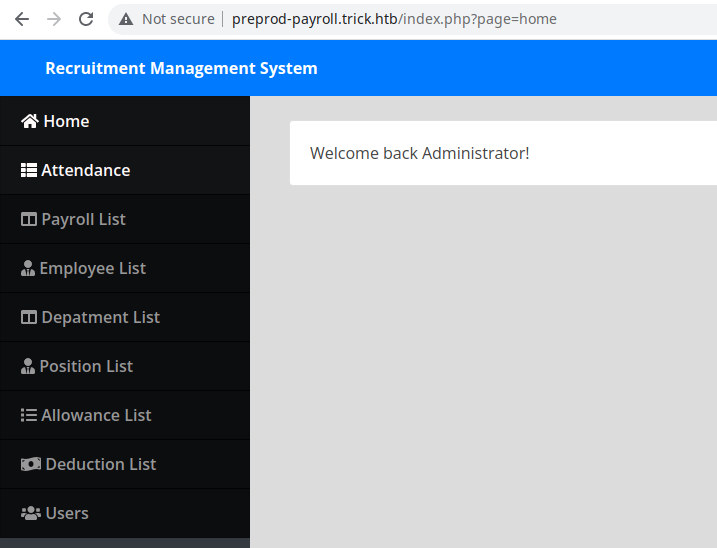 Not secure preprod-payroll.trick.htb/index.php?page=home
Recruitment Management System
Home
Welcome back Administrator!
Attendance
Payroll List
Employee List
Depatment List
Position List
Allowance List
Deduction List
Users